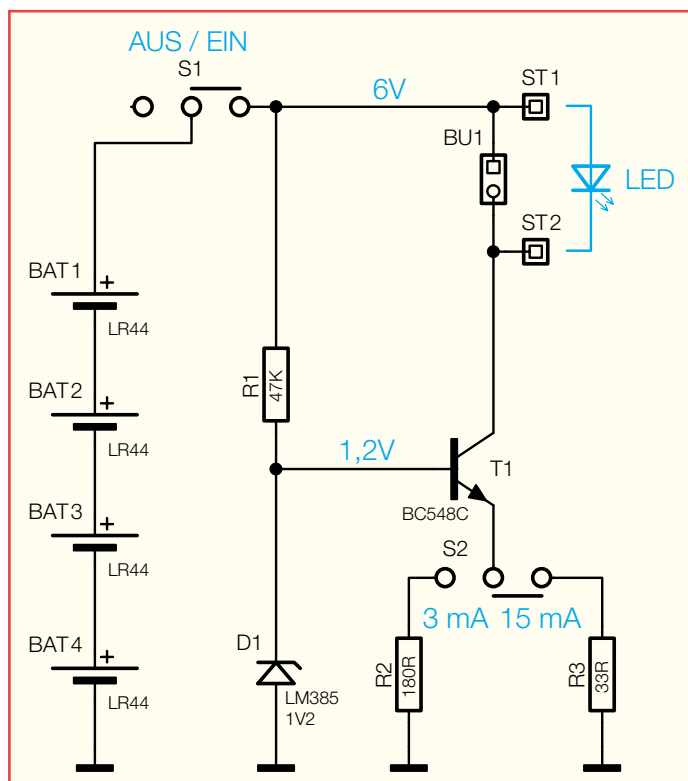 AUS / EIN
S1
6V
ST1
BU1
LED
ST2
BAT1
+
LR44
BAT2
+
LR44
BAT3
+
LR44
BAT4
+
LR44
R1
47K
1,2V
T1
BC548C
S2
3 mA 15 mA
D1
LM385
1V2
R2
180R
R3
33R